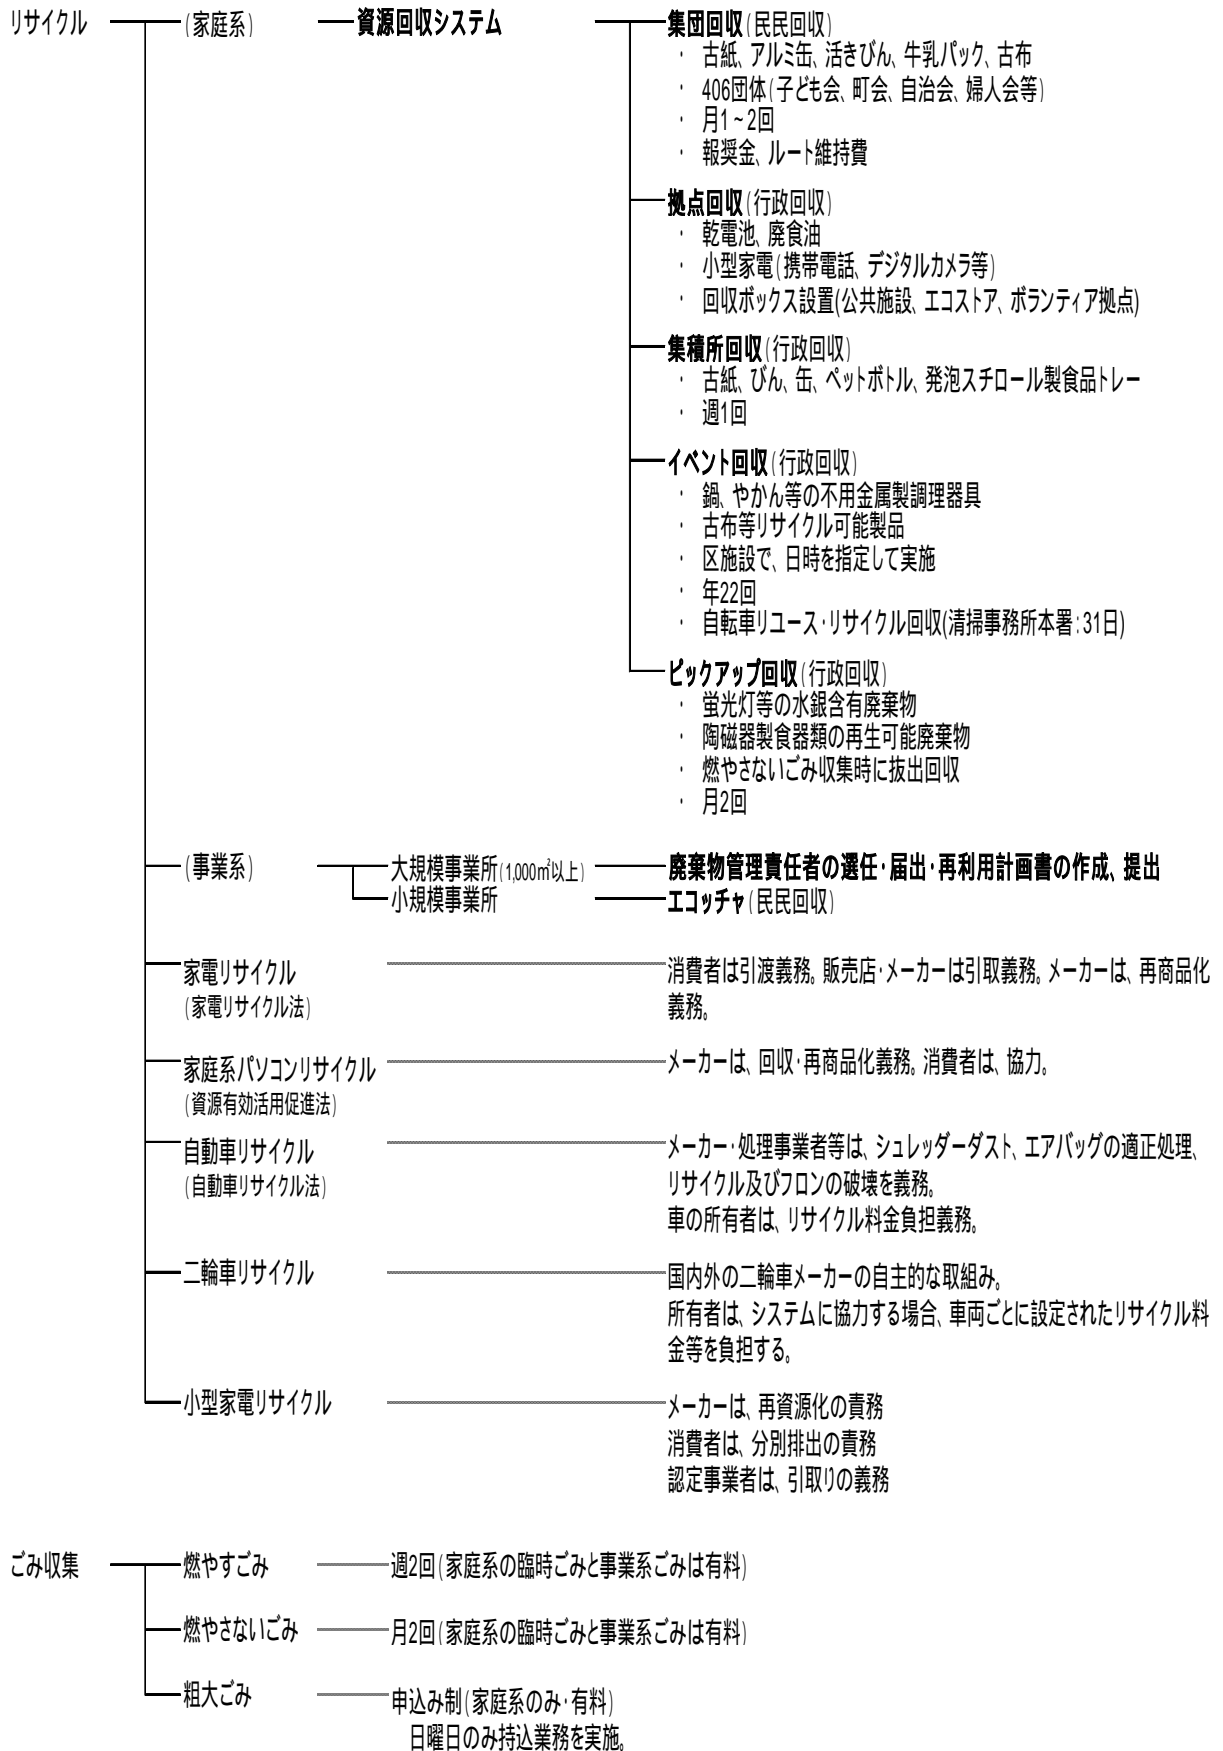 リサイクル
(家庭系)
資源回収システム
集団回収(民民回収)
・ 古紙、アルミ缶、活きびん、牛乳パック、古布
・ 406団体(子ども会、町会、自治会、婦人会等)
・ 月1~2回
・ 報奨金、ルート維持費
拠点回収(行政回収)
・ 乾電池、廃食油
・ 小型家電(携帯電話、デジタルカメラ等)
・ 回収ボックス設置(公共施設、エコストア、ボランティア拠点)
集積所回収(行政回収)
・ 古紙、びん、缶、ペットボトル、発泡スチロール製食品トレー
・ 週1回
イベント回収(行政回収)
・ 鍋、やかん等の不用金属製調理器具
・ 古布等リサイクル可能製品
・ 区施設で、日時を指定して実施
・ 年22回
・ 自転車リユース・リサイクル回収(清掃事務所本署:31日)
ピックアップ回収(行政回収)
・ 蛍光灯等の水銀含有廃棄物
・ 陶磁器製食器類の再生可能廃棄物
・ 燃やさないごみ収集時に抜出回収
・ 月2回
(事業系)
大規模事業所(1,000㎡以上)
廃棄物管理責任者の選任・届出・再利用計画書の作成、提出
小規模事業所
エコッチャ(民民回収)
家電リサイクル
(家電リサイクル法)
消費者は引渡義務。販売店・メーカーは引取義務。メーカーは、再商品化
義務。
家庭系パソコンリサイクル
(資源有効活用促進法)
メーカーは、回収・再商品化義務。消費者は、協力。
自動車リサイクル
(自動車リサイクル法)
メーカー・処理事業者等は、シュレッダーダスト、エアバッグの適正処理、
リサイクル及びフロンの破壊を義務。
車の所有者は、リサイクル料金負担義務。
二輪車リサイクル
国内外の二輪車メーカーの自主的な取組み。
所有者は、システムに協力する場合、車両ごとに設定されたリサイクル料
金等を負担する。
小型家電リサイクル
メーカーは、再資源化の責務
消費者は、分別排出の責務
認定事業者は、引取りの義務
ごみ収集
燃やすごみ
週2回(家庭系の臨時ごみと事業系ごみは有料)
燃やさないごみ
月2回(家庭系の臨時ごみと事業系ごみは有料)
粗大ごみ
申込み制(家庭系のみ・有料)
日曜日のみ持込業務を実施。